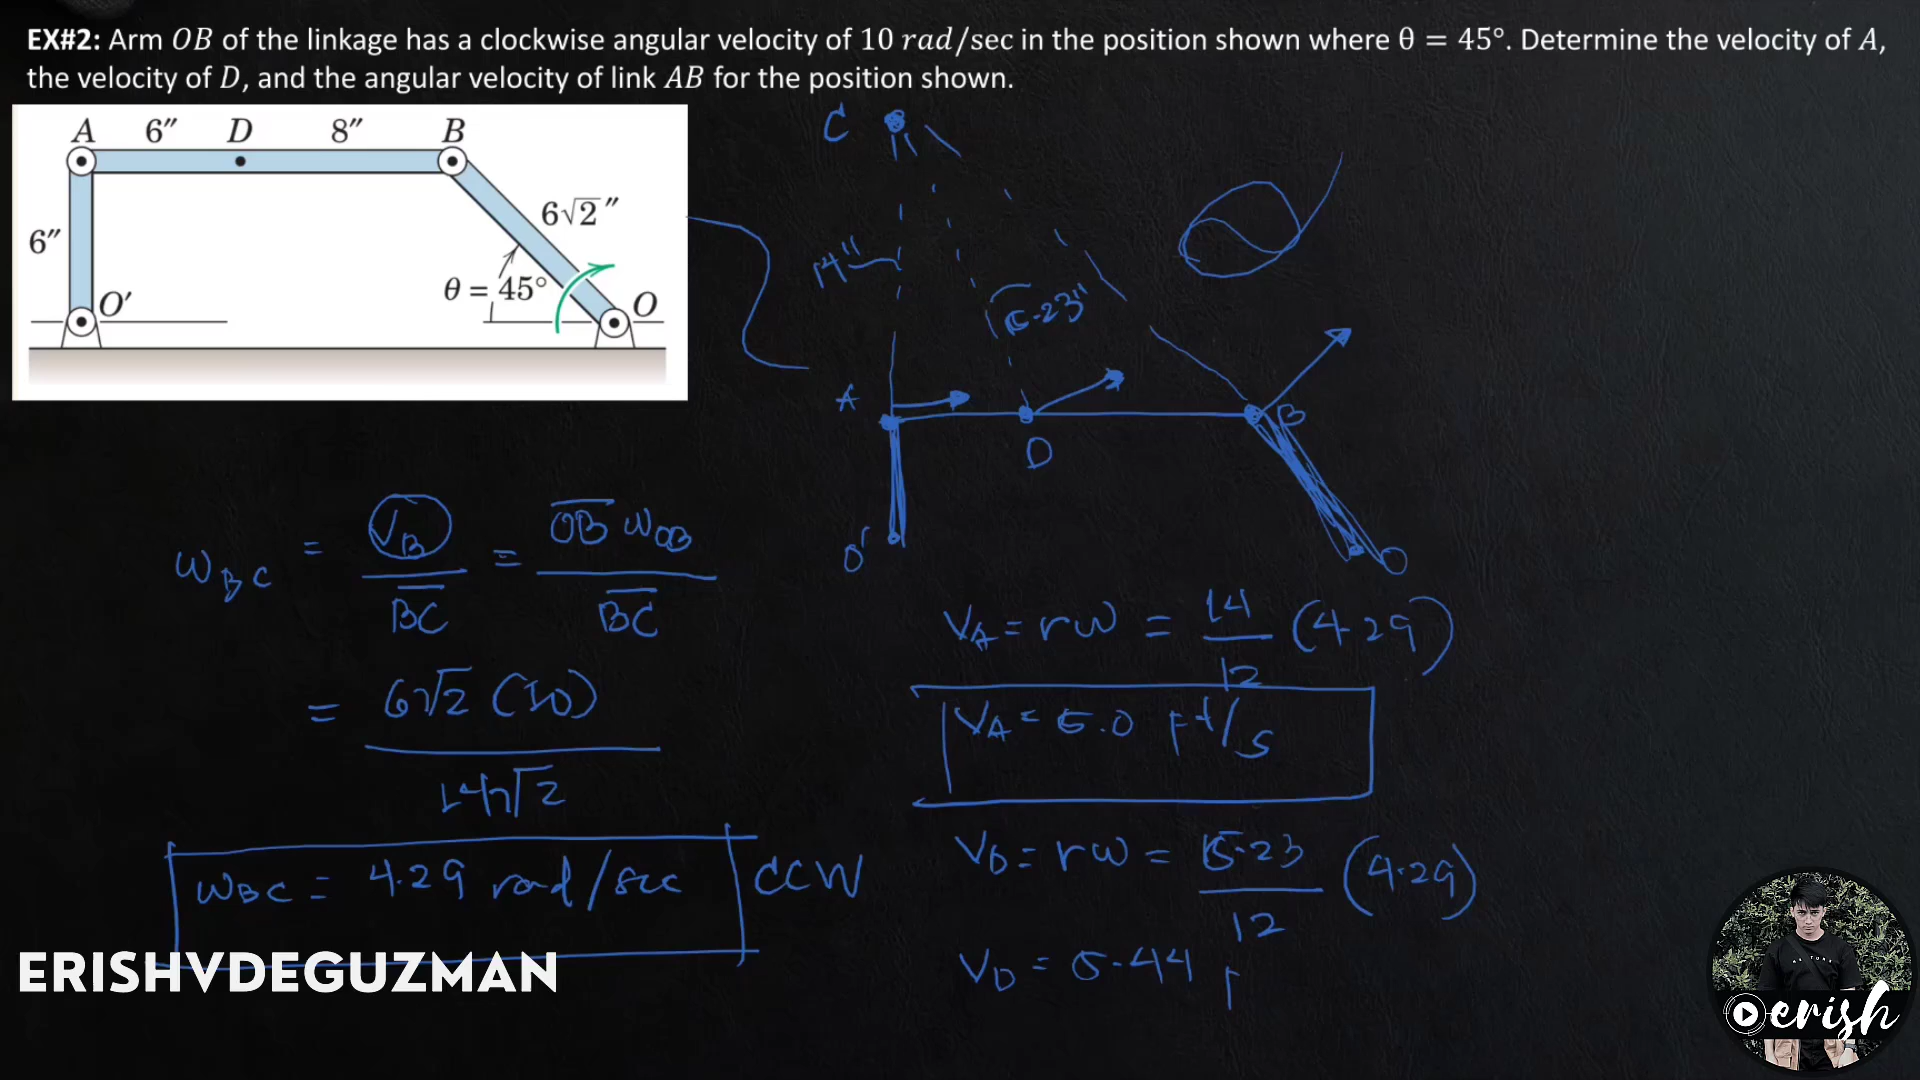 EX#2: Arm OB of the linkage has a clockwise angular velocity of 10 rad/sec in the position shown where θ = 45°. Determine the velocity of A,
the velocity of D, and the angular velocity of link AB for the position shown.
A 6″ D 8″ B
6√2″
6″
θ = 45°
O′ O
C
14"
15.23"
A
D
B
O'
O
ω_BC = V_B / BC = OB ω_OB / BC
= 6√2 (10) / 14√2
ω_BC = 4.29 rad/sec CCW
V_A = rω = 14/12 (4.29)
V_A = 5.0 ft/s
V_D = rω = 15.23/12 (4.29)
V_D = 5.44 f
ERISHVDEGUZMAN
erish